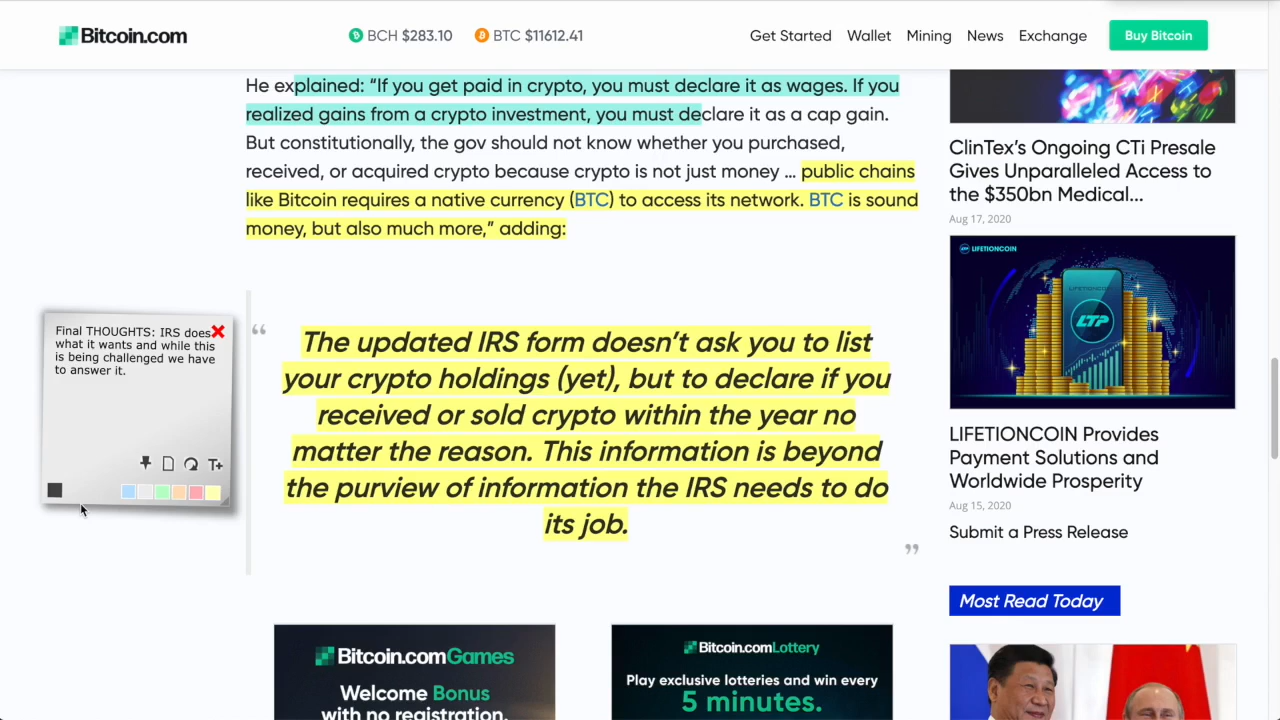 Bitcoin.com
BCH $283.10
BTC $11612.41
Get Started
Wallet
Mining
News
Exchange
Buy Bitcoin
He explained: “If you get paid in crypto, you must declare it as wages. If you
realized gains from a crypto investment, you must declare it as a cap gain.
But constitutionally, the gov should not know whether you purchased,
received, or acquired crypto because crypto is not just money … public chains
like Bitcoin requires a native currency (BTC) to access its network. BTC is sound
money, but also much more,” adding:
Final THOUGHTS: IRS does
what it wants and while this
is being challenged we have
to answer it.
T+
“
The updated IRS form doesn’t ask you to list
your crypto holdings (yet), but to declare if you
received or sold crypto within the year no
matter the reason. This information is beyond
the purview of information the IRS needs to do
its job.
”
Bitcoin.comGames
Welcome Bonus
with no registration.
Bitcoin.comLottery
Play exclusive lotteries and win every
5 minutes.
ClinTex’s Ongoing CTi Presale
Gives Unparalleled Access to
the $350bn Medical...
Aug 17, 2020
LIFETIONCOIN
LIFETIONCOIN
LTP
LIFETIONCOIN Provides
Payment Solutions and
Worldwide Prosperity
Aug 15, 2020
Submit a Press Release
Most Read Today